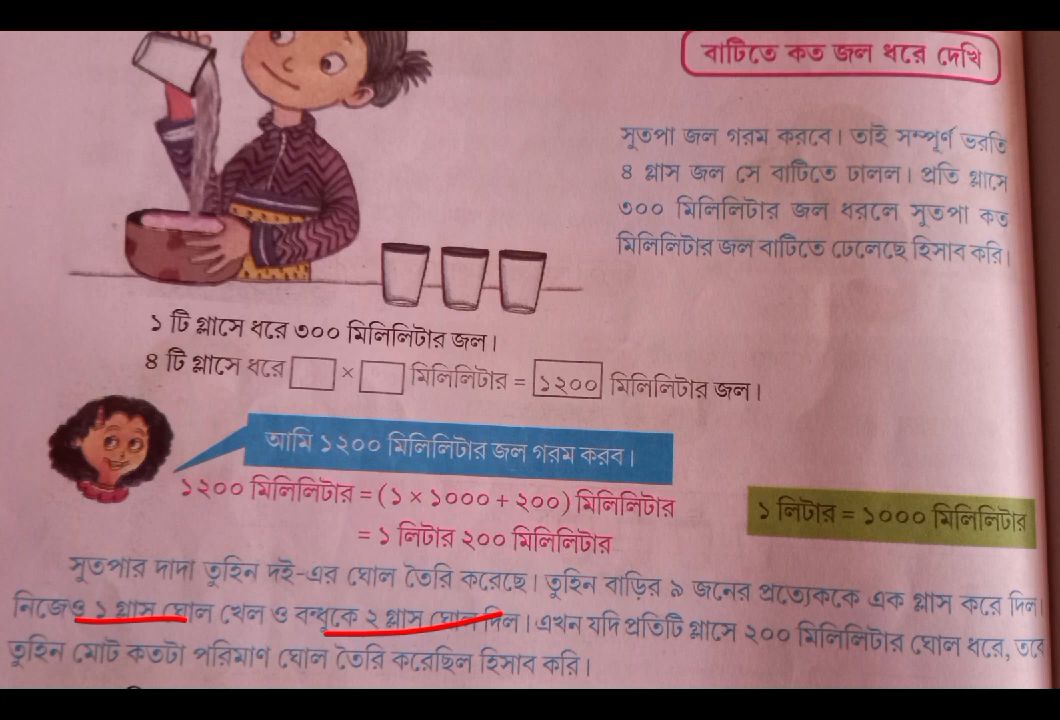 বাটিতে কত জল ধরে দেখি
সুতপা জল গরম করবে। তাই সম্পূর্ণ ভরতি
৪ গ্লাস জল সে বাটিতে ঢালল। প্রতি গ্লাসে
৩০০ মিলিলিটার জল ধরলে সুতপা কত
মিলিলিটার জল বাটিতে ঢেলেছে হিসাব করি।
১ টি গ্লাসে ধরে ৩০০ মিলিলিটার জল।
৪ টি গ্লাসে ধরে × মিলিলিটার = ১২০০ মিলিলিটার জল।
আমি ১২০০ মিলিলিটার জল গরম করব।
১২০০ মিলিলিটার = (১ × ১০০০ + ২০০) মিলিলিটার
= ১ লিটার ২০০ মিলিলিটার
১ লিটার = ১০০০ মিলিলিটার
সুতপার দাদা তুহিন দই-এর ঘোল তৈরি করেছে। তুহিন বাড়ির ৯ জনের প্রত্যেককে এক গ্লাস করে দিল।
নিজেও ১ গ্লাস ঘোল খেল ও বন্ধুকে ২ গ্লাস ঘোল দিল। এখন যদি প্রতিটি গ্লাসে ২০০ মিলিলিটার ঘোল ধরে, তবে
তুহিন মোট কতটা পরিমাণ ঘোল তৈরি করেছিল হিসাব করি।